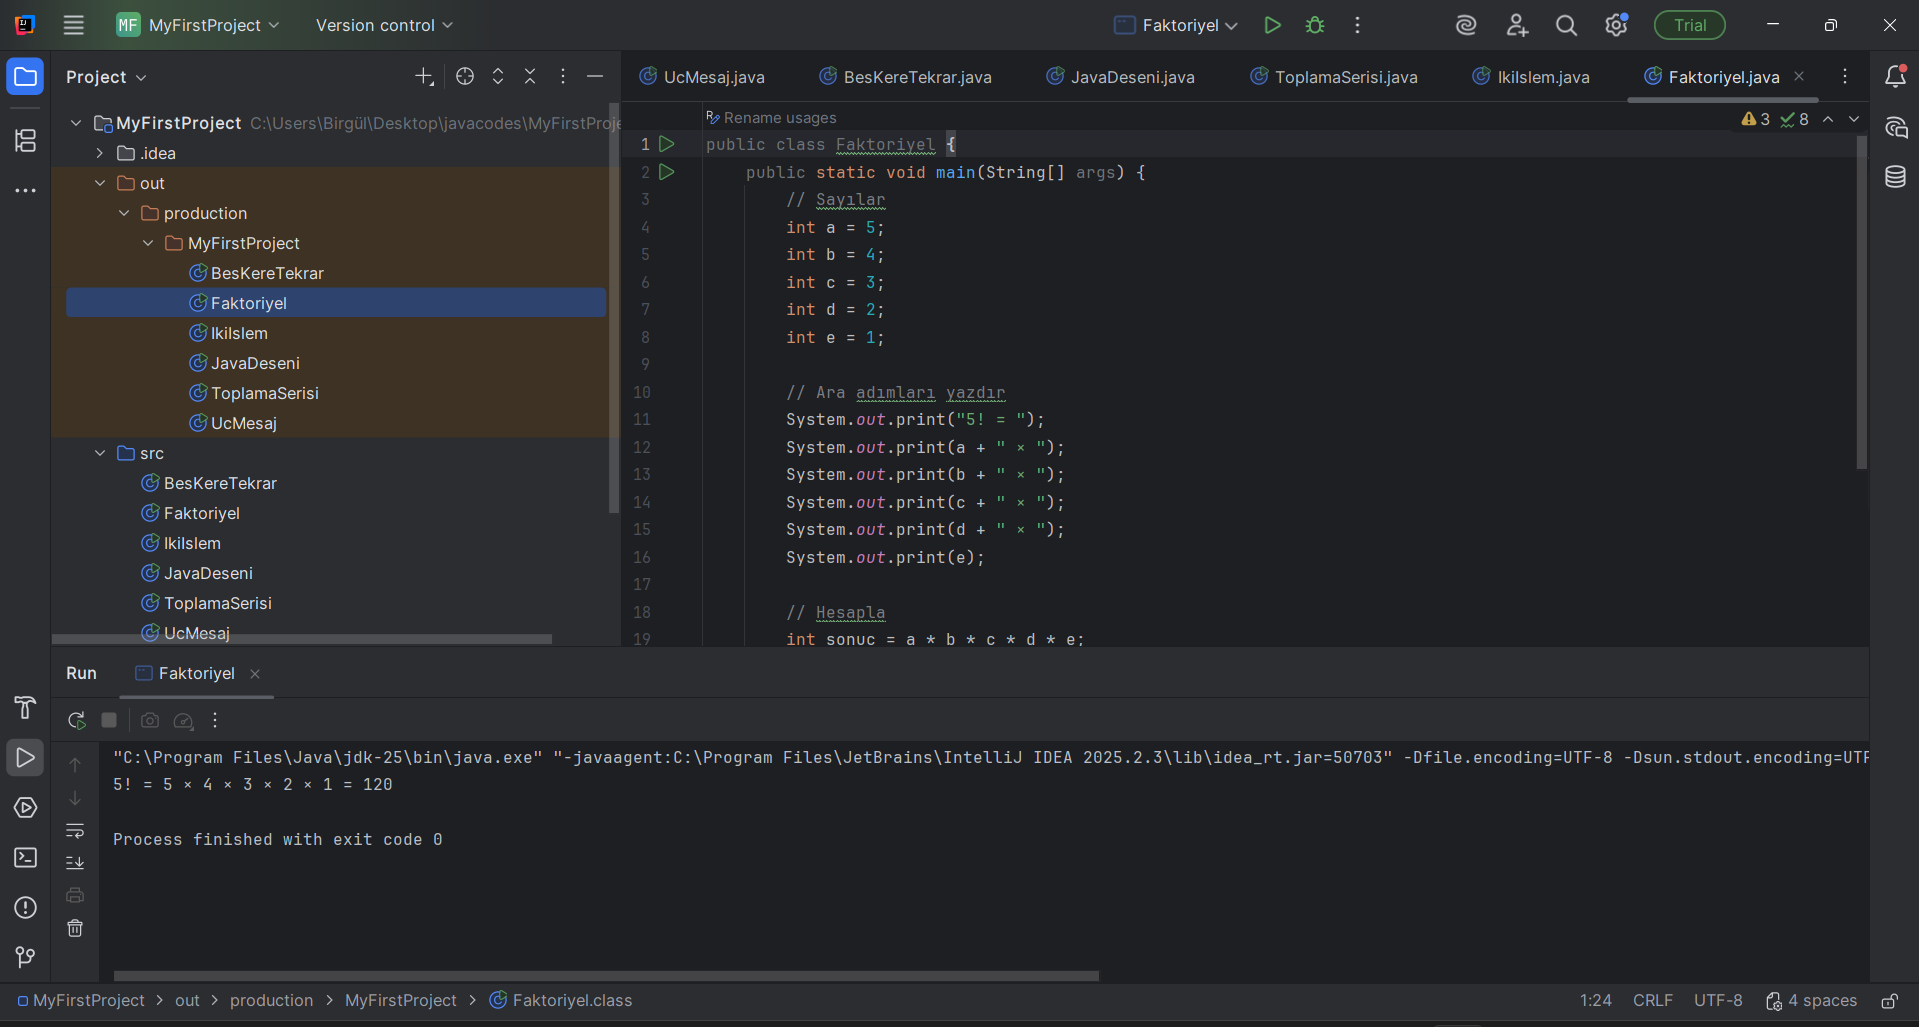 MF MyFirstProject Version control Faktoriyel Trial
Project
UcMesaj.java BesKereTekrar.java JavaDeseni.java ToplamaSerisi.java IkiIslem.java Faktoriyel.java
MyFirstProject C:\Users\Birgül\Desktop\javacodes\MyFirstProje
.idea
out
production
MyFirstProject
BesKereTekrar
Faktoriyel
IkiIslem
JavaDeseni
ToplamaSerisi
UcMesaj
src
BesKereTekrar
Faktoriyel
IkiIslem
JavaDeseni
ToplamaSerisi
UcMesaj
Rename usages 3 8
1 public class Faktoriyel {
2 public static void main(String[] args) {
3 // Sayılar
4 int a = 5;
5 int b = 4;
6 int c = 3;
7 int d = 2;
8 int e = 1;
9
10 // Ara adımları yazdır
11 System.out.print("5! = ");
12 System.out.print(a + " × ");
13 System.out.print(b + " × ");
14 System.out.print(c + " × ");
15 System.out.print(d + " × ");
16 System.out.print(e);
17
18 // Hesapla
19 int sonuc = a * b * c * d * e;
Run Faktoriyel
"C:\Program Files\Java\jdk-25\bin\java.exe" "-javaagent:C:\Program Files\JetBrains\IntelliJ IDEA 2025.2.3\lib\idea_rt.jar=50703" -Dfile.encoding=UTF-8 -Dsun.stdout.encoding=UTF
5! = 5 × 4 × 3 × 2 × 1 = 120
Process finished with exit code 0
MyFirstProject > out > production > MyFirstProject > Faktoriyel.class 1:24 CRLF UTF-8 4 spaces